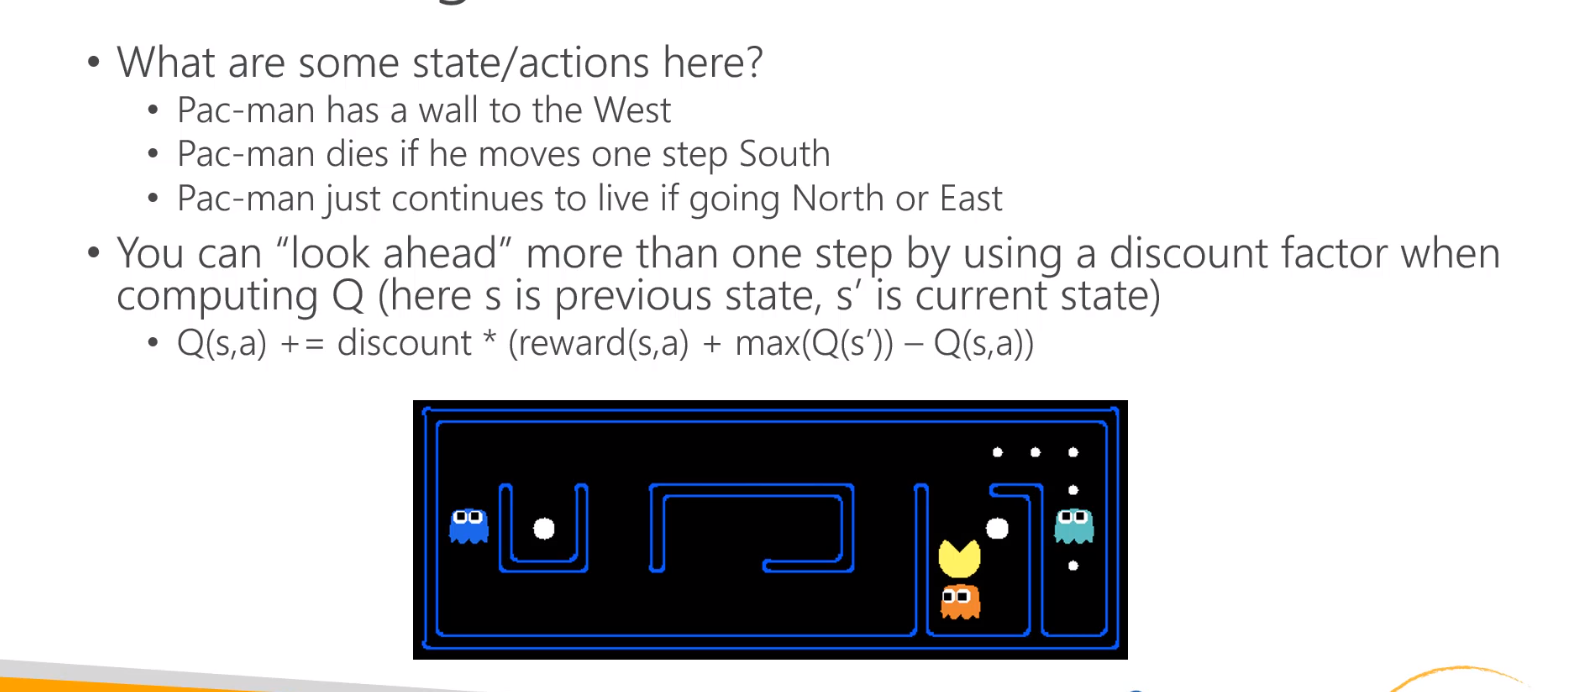 • What are some state/actions here?
• Pac-man has a wall to the West
• Pac-man dies if he moves one step South
• Pac-man just continues to live if going North or East
• You can “look ahead” more than one step by using a discount factor when
computing Q (here s is previous state, s’ is current state)
• Q(s,a) += discount * (reward(s,a) + max(Q(s’)) – Q(s,a))